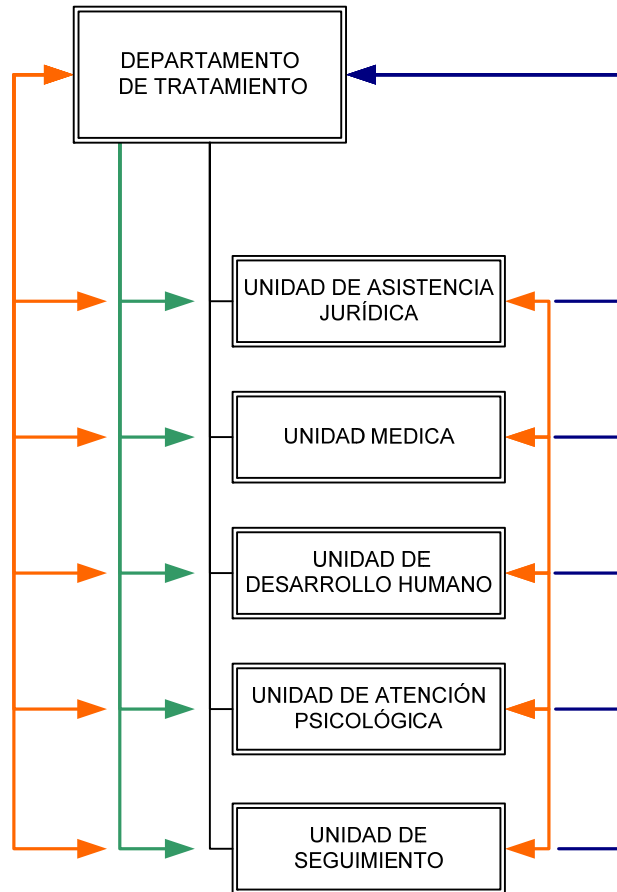 DEPARTAMENTO
DE TRATAMIENTO
UNIDAD DE ASISTENCIA
JURÍDICA
UNIDAD MEDICA
UNIDAD DE
DESARROLLO HUMANO
UNIDAD DE ATENCIÓN
PSICOLÓGICA
UNIDAD DE
SEGUIMIENTO